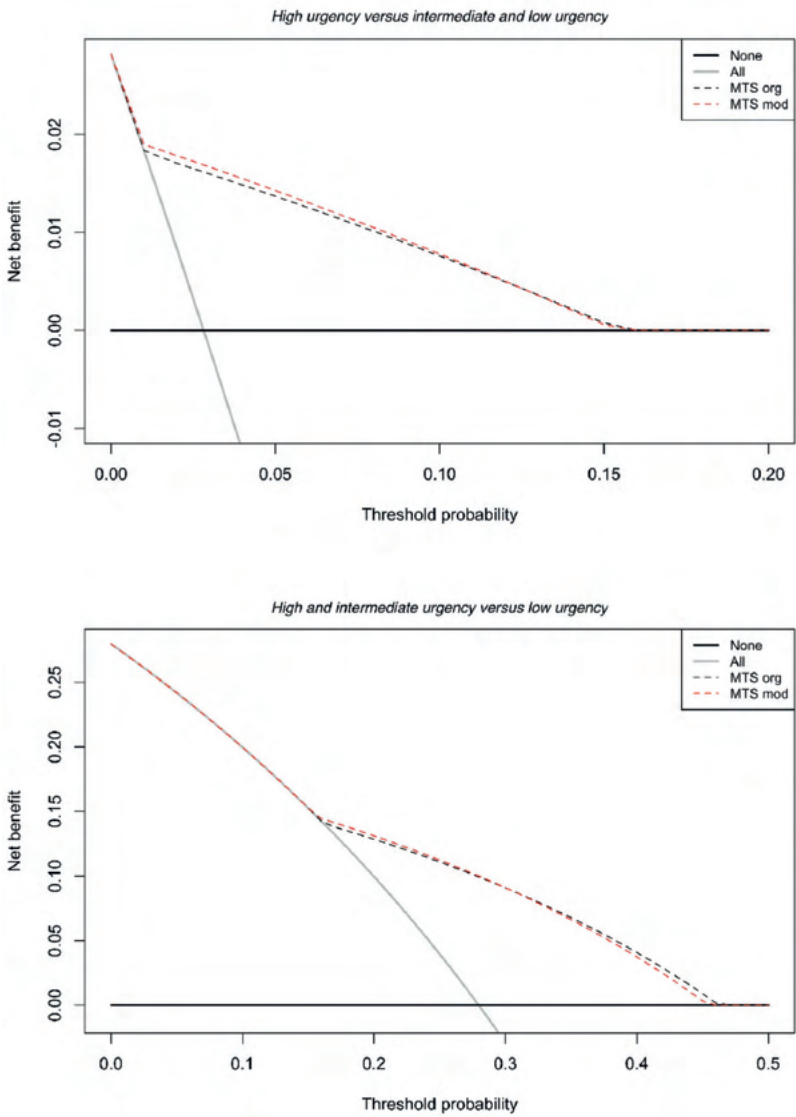 High urgency versus intermediate and low urgency
None
All
MTS org
MTS mod
Net benefit
0.02
0.01
0.00
-0.01
0.00
0.05
0.10
0.15
0.20
Threshold probability
High and intermediate urgency versus low urgency
None
All
MTS org
MTS mod
Net benefit
0.25
0.20
0.15
0.10
0.05
0.00
0.0
0.1
0.2
0.3
0.4
0.5
Threshold probability